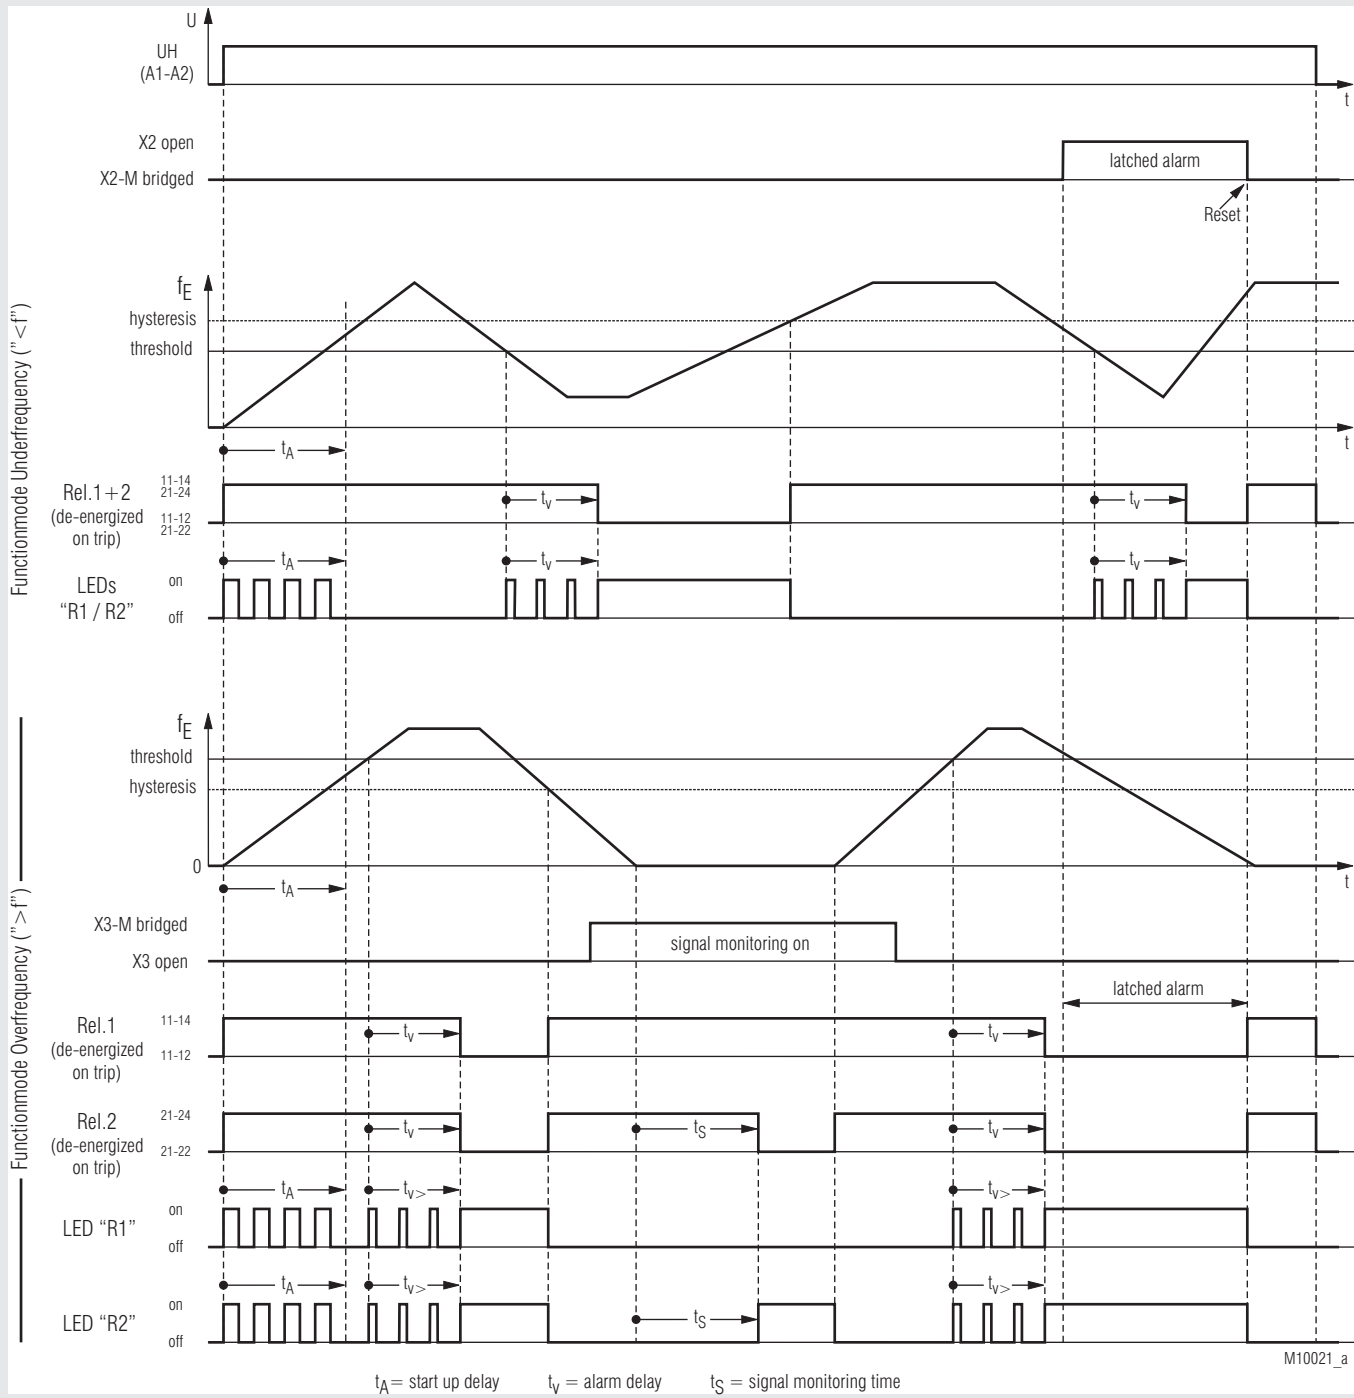 U
UH
(A1-A2)
t
X2 open
latched alarm
X2-M bridged
Reset
Functionmode Underfrequency ("<f")
fE
hysteresis
threshold
t
tA
Rel.1+2
(de-energized
on trip)
11-14
21-24
11-12
21-22
tv
tv
tA
tv
tv
LEDs
"R1 / R2"
on
off
Functionmode Overfrequency (">f")
fE
threshold
hysteresis
0
t
tA
X3-M bridged
signal monitoring on
X3 open
latched alarm
Rel.1
(de-energized
on trip)
11-14
11-12
tv
tv
Rel.2
(de-energized
on trip)
21-24
21-22
tv
tS
tv
tA
tv>
tv>
LED "R1"
on
off
tA
tv>
tv>
LED "R2"
on
off
tS
M10021_a
tA= start up delay
tv = alarm delay
tS = signal monitoring time